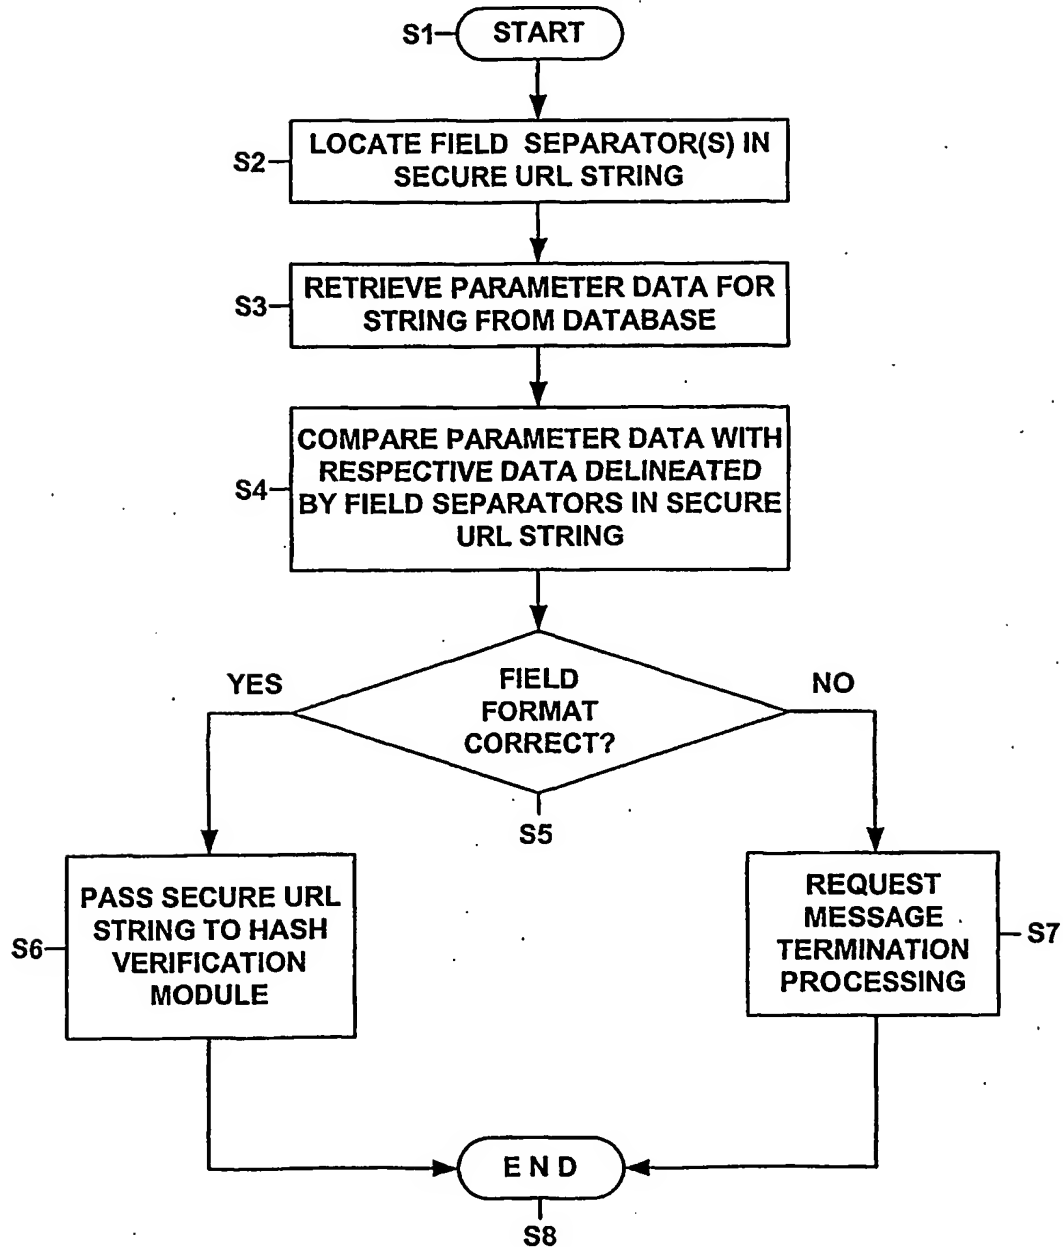 S1
START
S2
LOCATE FIELD SEPARATOR(S) IN
SECURE URL STRING
S3
RETRIEVE PARAMETER DATA FOR
STRING FROM DATABASE
S4
COMPARE PARAMETER DATA WITH
RESPECTIVE DATA DELINEATED
BY FIELD SEPARATORS IN SECURE
URL STRING
YES
FIELD
FORMAT
CORRECT?
NO
S5
S6
PASS SECURE URL
STRING TO HASH
VERIFICATION
MODULE
REQUEST
MESSAGE
TERMINATION
PROCESSING
S7
END
S8